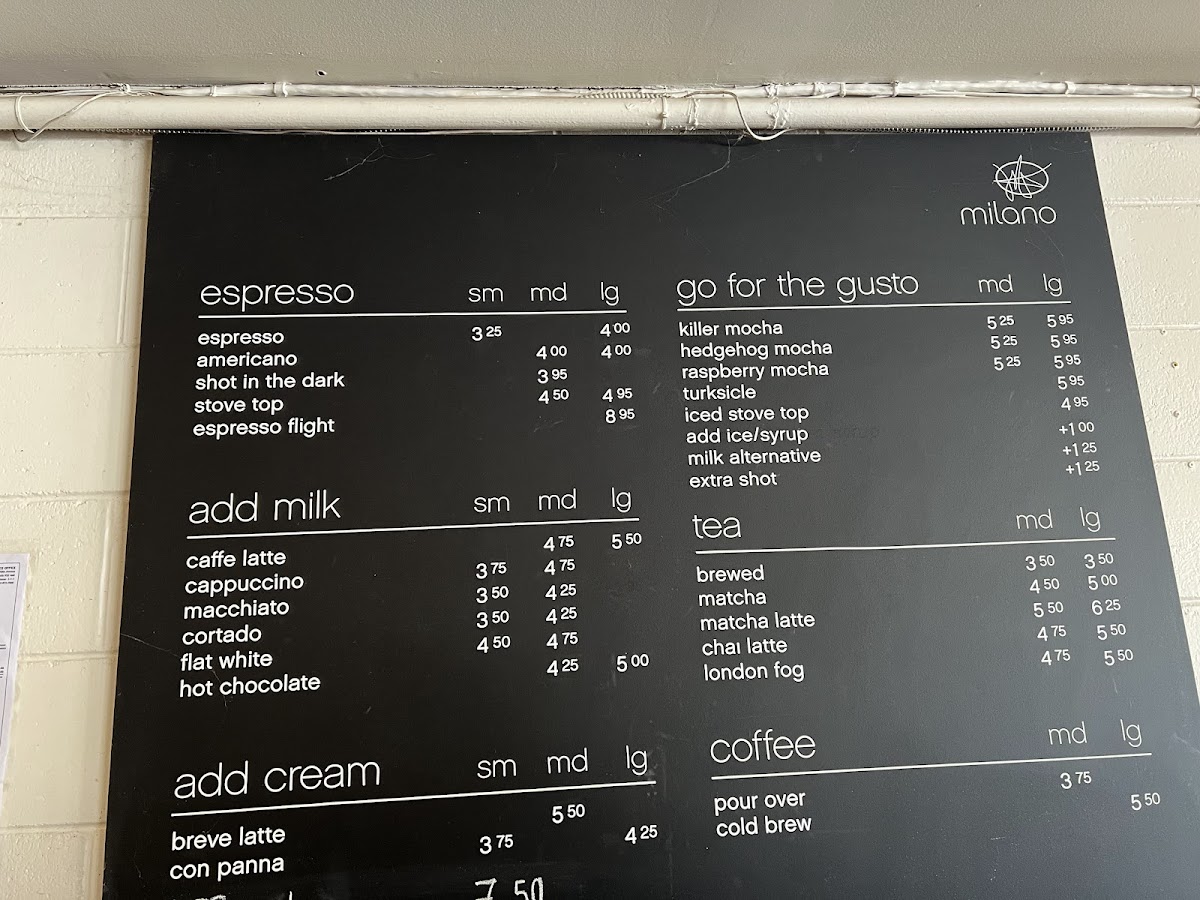 milano
espresso sm md lg
espresso 3 25 4 00
americano 4 00 4 00
shot in the dark 3 95
stove top 4 50 4 95
espresso flight 8 95
add milk sm md lg
caffe latte 4 75 5 50
cappuccino 3 75 4 75
macchiato 3 50 4 25
cortado 3 50 4 25
flat white 4 50 4 75
hot chocolate 4 25 5 00
add cream sm md lg
breve latte 5 50
con panna 3 75 4 25
7 50
go for the gusto md lg
killer mocha 5 25 5 95
hedgehog mocha 5 25 5 95
raspberry mocha 5 25 5 95
turksicle 5 95
iced stove top 4 95
add ice/syrup +1 00
milk alternative +1 25
extra shot +1 25
tea md lg
brewed 3 50 3 50
matcha 4 50 5 00
matcha latte 5 50 6 25
chai latte 4 75 5 50
london fog 4 75 5 50
coffee md lg
pour over 3 75
cold brew 5 50